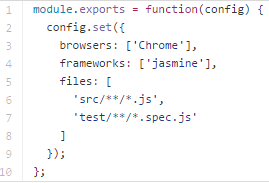 1 module.exports = function(config) {
2   config.set({
3     browsers: ['Chrome'],
4     frameworks: ['jasmine'],
5     files: [
6       'src/**/*.js',
7       'test/**/*.spec.js'
8     ]
9   });
10 };